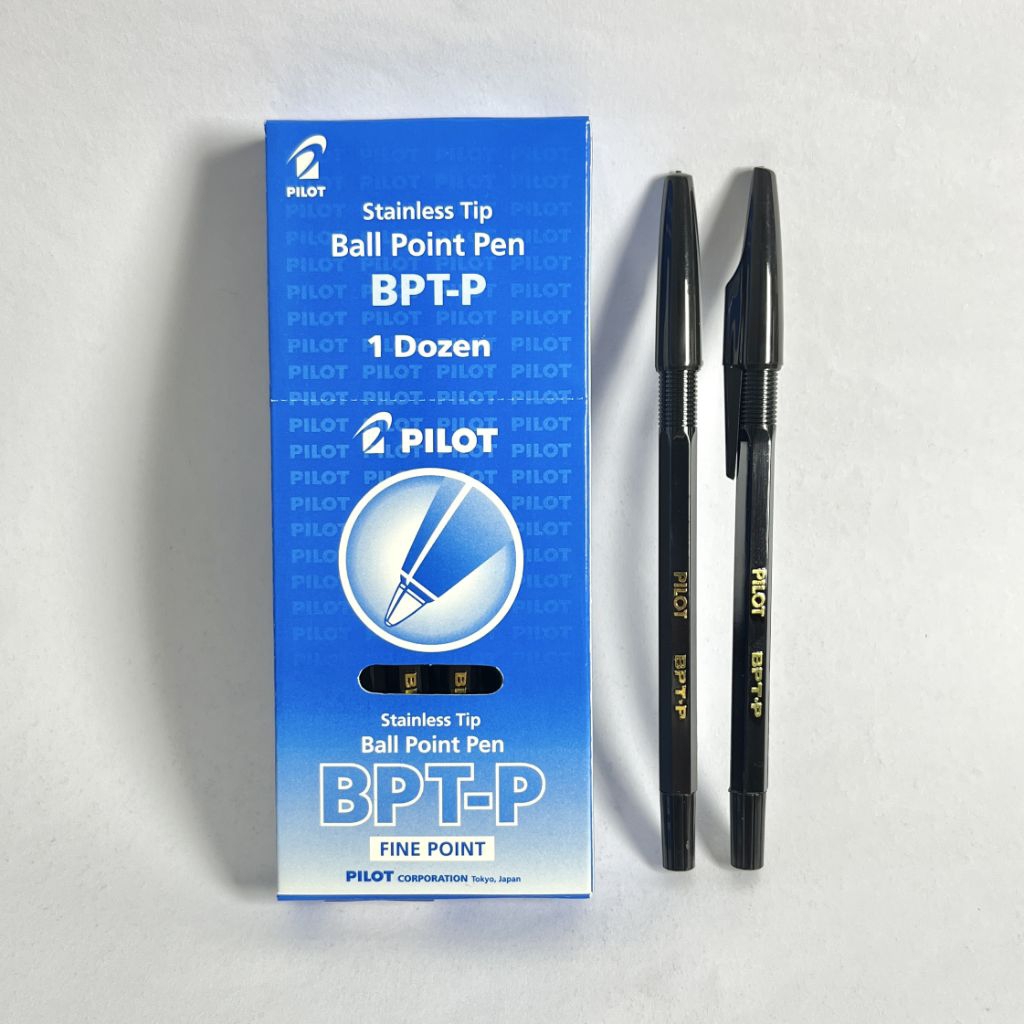 PILOT
Stainless Tip
Ball Point Pen
BPT-P
1 Dozen
PILOT
Stainless Tip
Ball Point Pen
BPT-P
FINE POINT
PILOT CORPORATION Tokyo, Japan
PILOT BPT-P
PILOT BPT-P